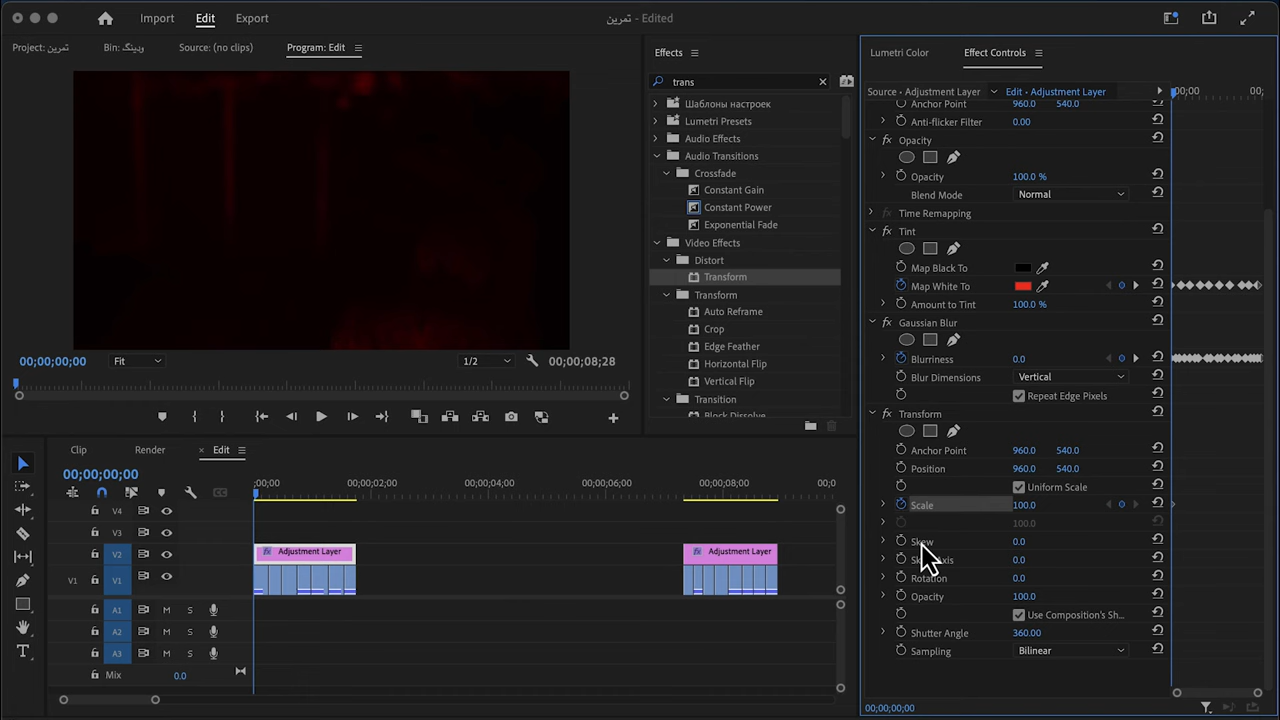 Import Edit Export
تمرین - Edited
Project: تمرین Bin: ودینگ Source: (no clips) Program: Edit
00;00;00;00 Fit 1/2 00;00;08;28
Effects
trans
Шаблоны настроек
Lumetri Presets
Audio Effects
Audio Transitions
Crossfade
Constant Gain
Constant Power
Exponential Fade
Video Effects
Distort
Transform
Transform
Auto Reframe
Crop
Edge Feather
Horizontal Flip
Vertical Flip
Transition
Block Dissolve
Lumetri Color Effect Controls
Source • Adjustment Layer Edit • Adjustment Layer ;00;00 00;
Anchor Point 960.0 540.0
Anti-flicker Filter 0.00
fx Opacity
Opacity 100.0 %
Blend Mode Normal
fx Time Remapping
fx Tint
Map Black To
Map White To
Amount to Tint 100.0 %
fx Gaussian Blur
Blurriness 0.0
Blur Dimensions Vertical
Repeat Edge Pixels
fx Transform
Anchor Point 960.0 540.0
Position 960.0 540.0
Uniform Scale
Scale 100.0
100.0
Skew 0.0
Axis 0.0
Rotation 0.0
Opacity 100.0
Use Composition's Sh...
Shutter Angle 360.00
Sampling Bilinear
00;00;00;00
Clip Render × Edit
00;00;00;00
;00;00 00;00;02;00 00;00;04;00 00;00;06;00 00;00;08;00 00;0
V4
V3
V2 fx Adjustment Layer fx Adjustment Layer
V1 V1
A1 M S
A2 M S
A3 M S
Mix 0.0